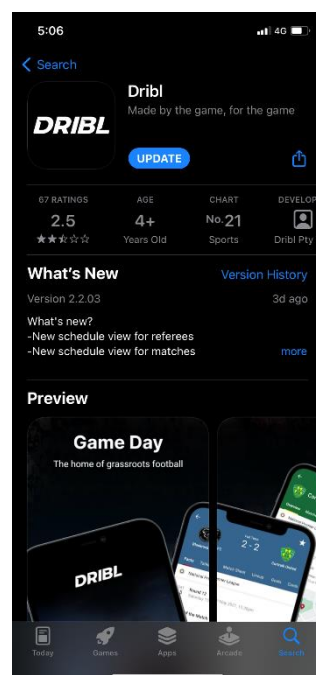 5:06
4G
Search
DRIBL
Dribl
Made by the game, for the game
UPDATE
67 RATINGS
AGE
CHART
DEVELOP
2.5
4+
No.21
Years Old
Sports
Dribl Pty
What's New
Version History
Version 2.2.03
3d ago
What's new?
-New schedule view for referees
-New schedule view for matches
more
Preview
Game Day
The home of grassroots football
DRIBL
2 - 2
Today
Games
Apps
Arcade
Search